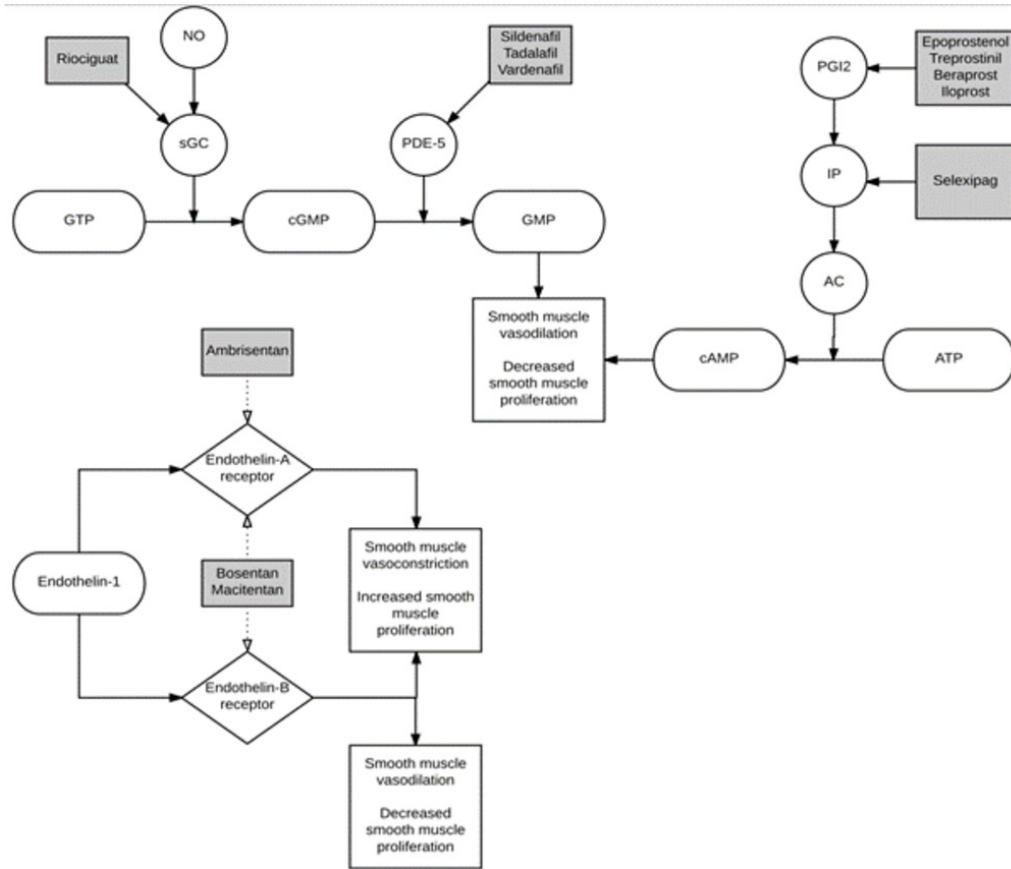 NO
Riociguat
Sildenafil
Tadalafil
Vardenafil
PGI2
Epoprostenol
Treprostinil
Beraprost
Iloprost
sGC
PDE-5
IP
Selexipag
GTP
cGMP
GMP
AC
Smooth muscle
vasodilation
Decreased
smooth muscle
proliferation
cAMP
ATP
Ambrisentan
Endothelin-A
receptor
Endothelin-1
Bosentan
Macitentan
Smooth muscle
vasoconstriction
Increased smooth
muscle
proliferation
Endothelin-B
receptor
Smooth muscle
vasodilation
Decreased
smooth muscle
proliferation